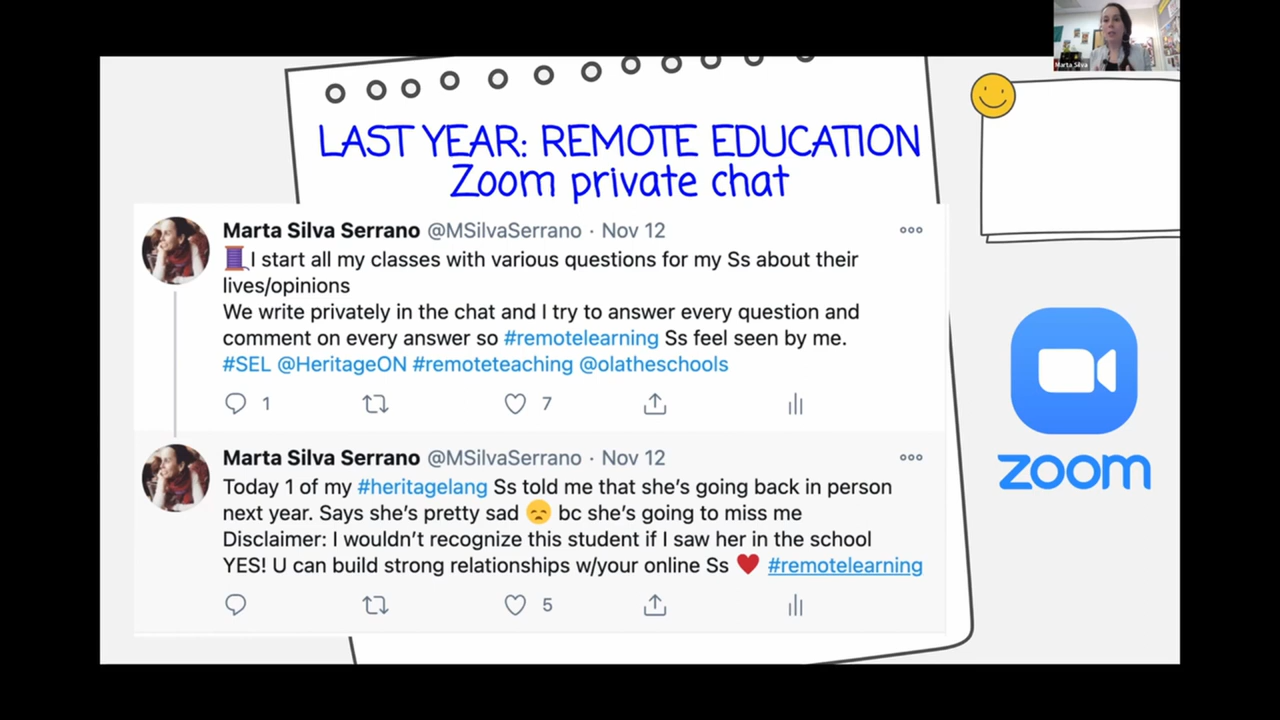 Marta Silva
LAST YEAR: REMOTE EDUCATION
Zoom private chat
Marta Silva Serrano @MSilvaSerrano · Nov 12
I start all my classes with various questions for my Ss about their
lives/opinions
We write privately in the chat and I try to answer every question and
comment on every answer so #remotelearning Ss feel seen by me.
#SEL @HeritageON #remoteteaching @olatheschools
1 7
Marta Silva Serrano @MSilvaSerrano · Nov 12
Today 1 of my #heritagelang Ss told me that she's going back in person
next year. Says she's pretty sad 😞 bc she's going to miss me
Disclaimer: I wouldn't recognize this student if I saw her in the school
YES! U can build strong relationships w/your online Ss ♥ #remotelearning
5
zoom